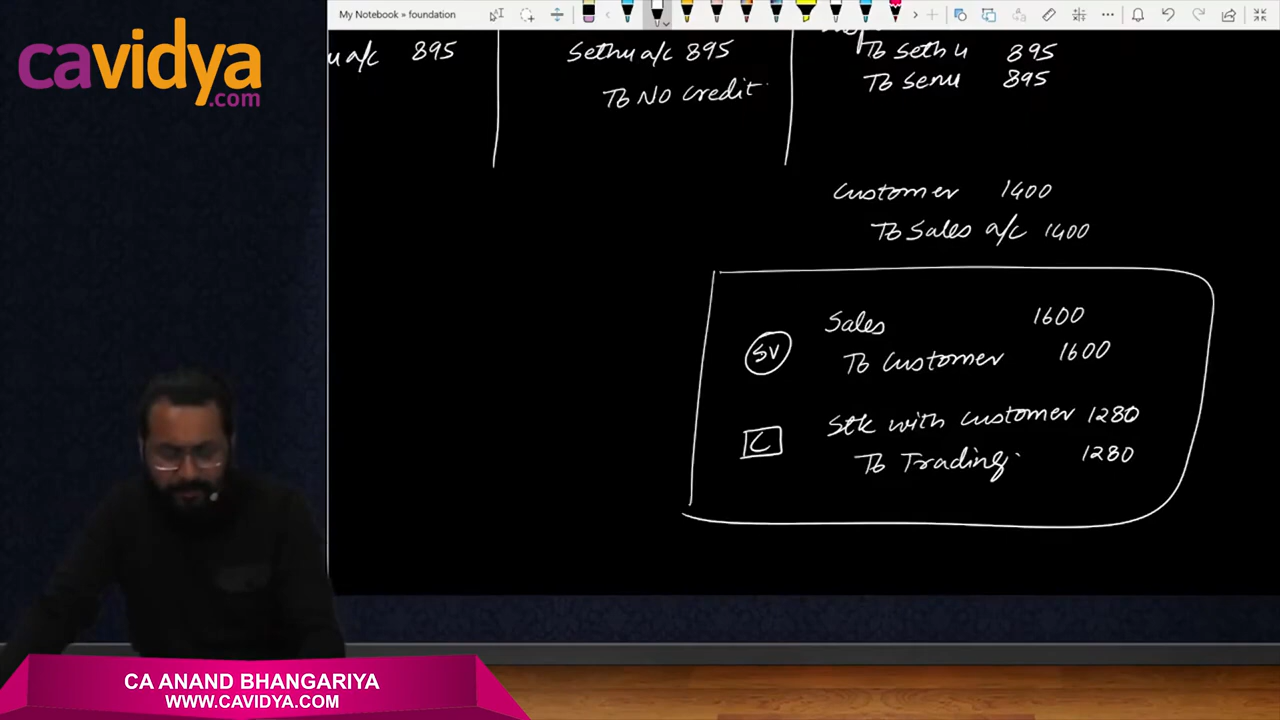 cavidya
.com
My Notebook » foundation
u a/c 895
Sethu a/c 895
To No Credit
To Sethu 895
To Senu 895
Customer 1400
To Sales a/c 1400
SV
Sales 1600
To Customer 1600
C
Stk with customer 1280
To Trading 1280
CA ANAND BHANGARIYA
WWW.CAVIDYA.COM